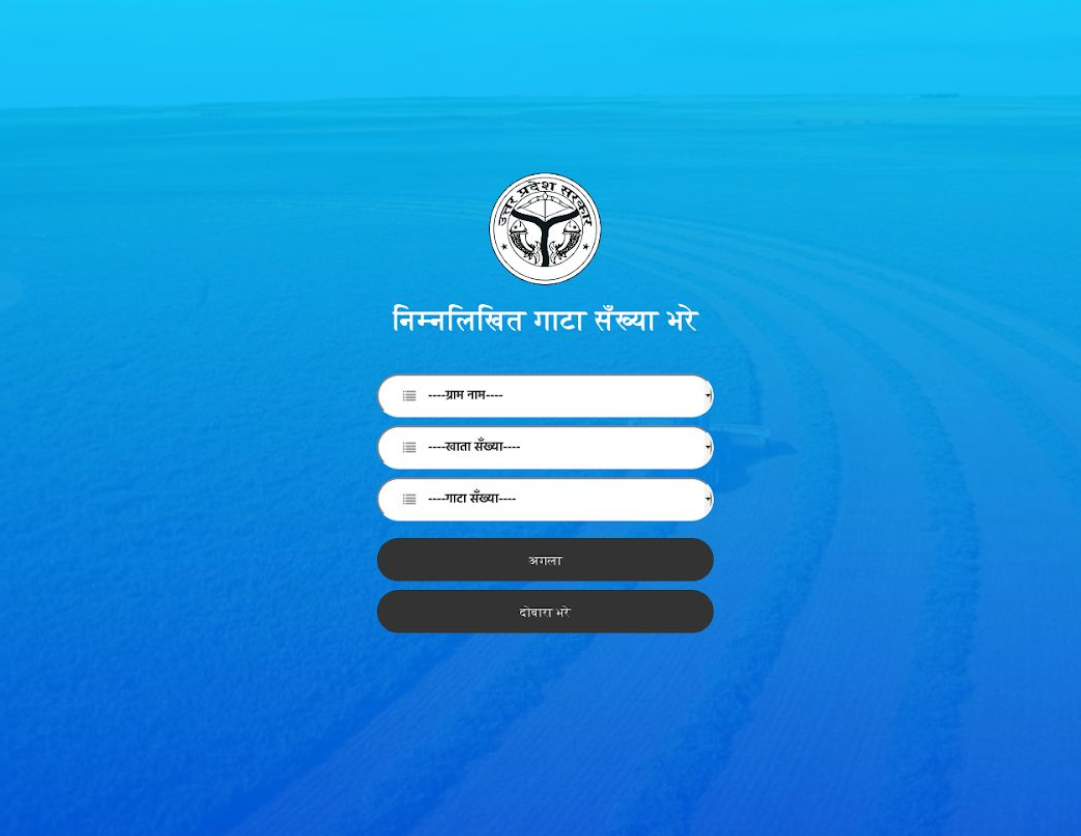 उत्तर प्रदेश सरकार
निम्नलिखित गाटा सँख्या भरे
----ग्राम नाम----
----खाता सँख्या----
----गाटा सँख्या----
अगला
दोबारा भरे